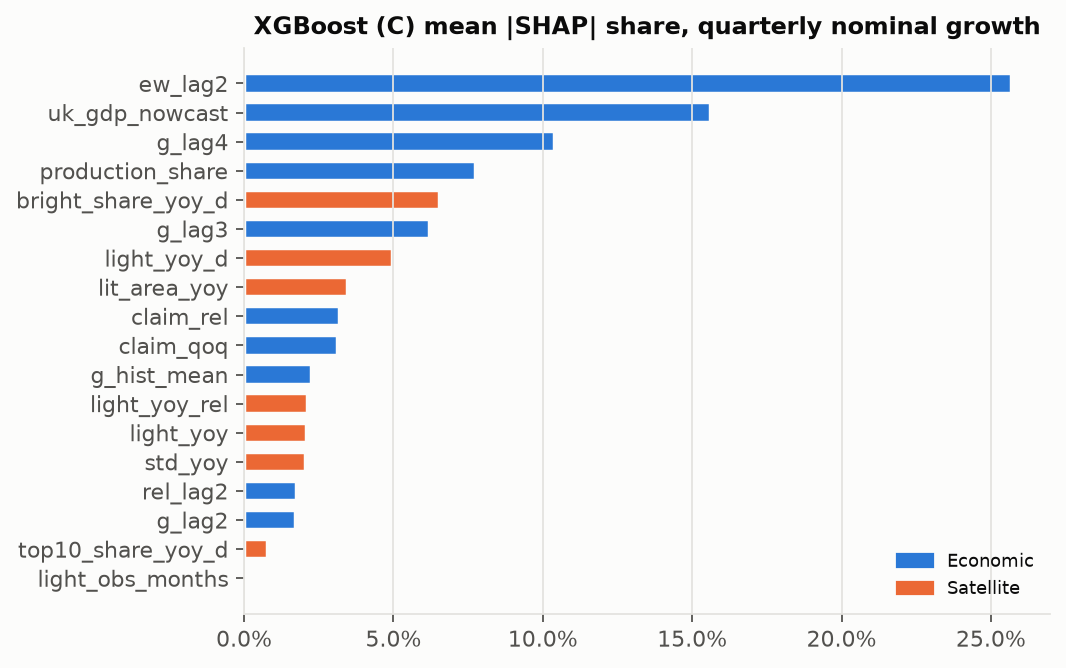 XGBoost (C) mean |SHAP| share, quarterly nominal growth
ew_lag2
uk_gdp_nowcast
g_lag4
production_share
bright_share_yoy_d
g_lag3
light_yoy_d
lit_area_yoy
claim_rel
claim_qoq
g_hist_mean
light_yoy_rel
light_yoy
std_yoy
rel_lag2
g_lag2
top10_share_yoy_d
light_obs_months
Economic
Satellite
0.0% 5.0% 10.0% 15.0% 20.0% 25.0%